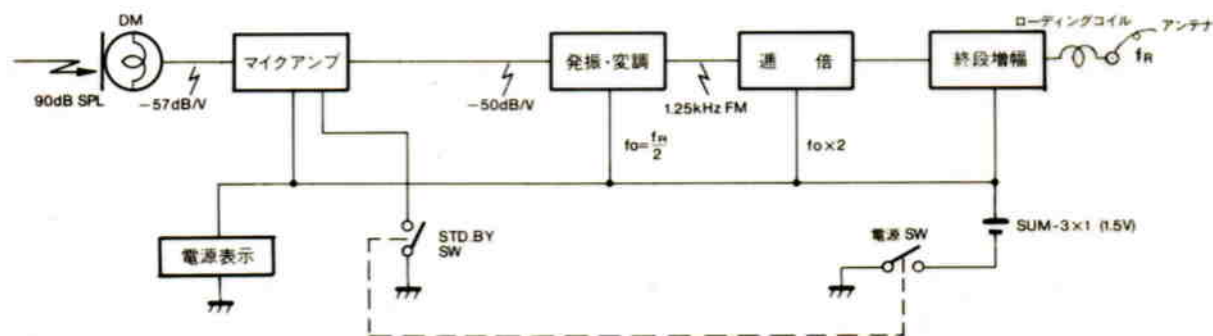 DM
90dB SPL
−57dB/V
マイクアンプ
−50dB/V
発振・変調
1.25kHz FM
逓倍
終段増幅
ローディングコイル
アンテナ
fR
fo=fR/2
fo×2
電源表示
STD.BY
SW
電源 SW
SUM-3×1 (1.5V)